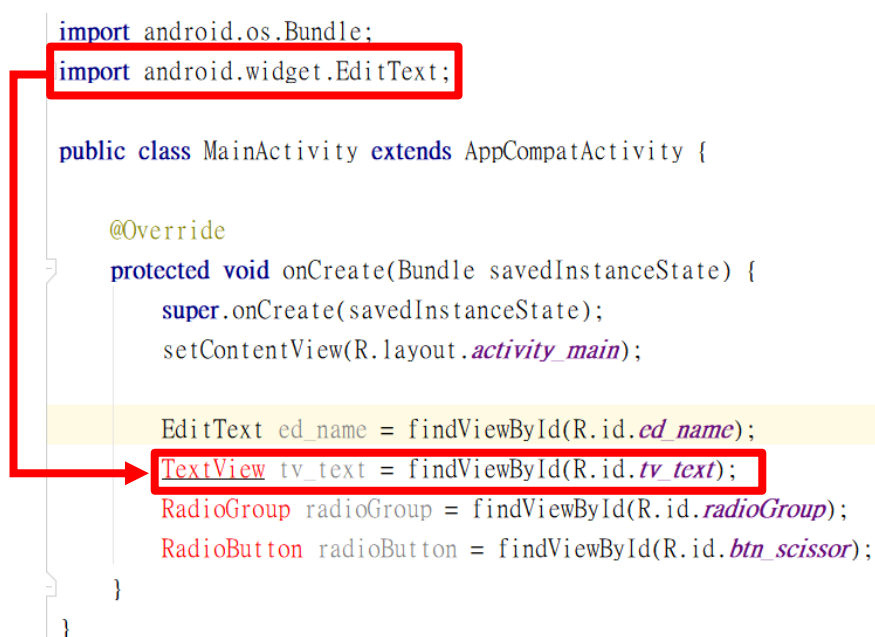 import android.os.Bundle;
import android.widget.EditText;
public class MainActivity extends AppCompatActivity {
@Override
protected void onCreate(Bundle savedInstanceState) {
super.onCreate(savedInstanceState);
setContentView(R.layout.activity_main);
EditText ed_name = findViewById(R.id.ed_name);
TextView tv_text = findViewById(R.id.tv_text);
RadioGroup radioGroup = findViewById(R.id.radioGroup);
RadioButton radioButton = findViewById(R.id.btn_scissor);
}
}